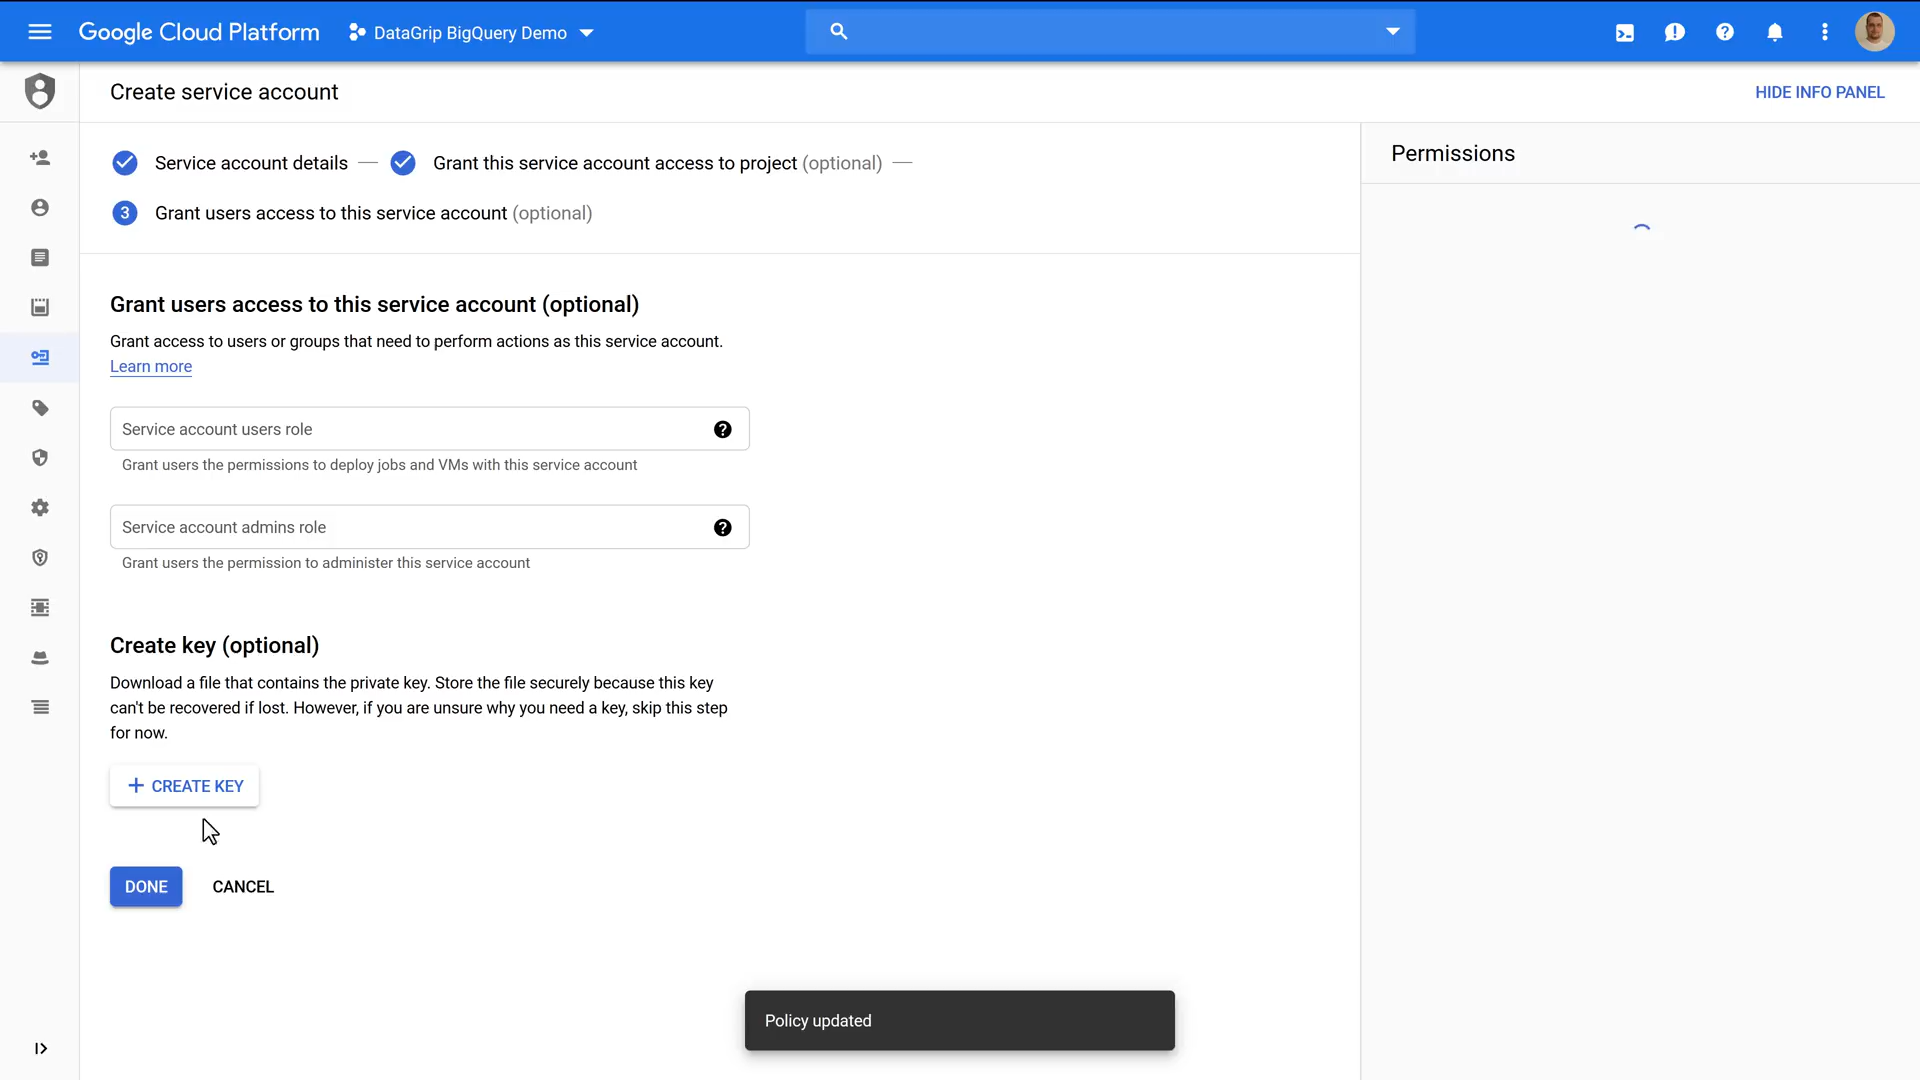 Google Cloud Platform
DataGrip BigQuery Demo
Create service account
HIDE INFO PANEL
Service account details
Grant this service account access to project (optional)
3 Grant users access to this service account (optional)
Permissions
Grant users access to this service account (optional)
Grant access to users or groups that need to perform actions as this service account.
Learn more
Service account users role
Grant users the permissions to deploy jobs and VMs with this service account
Service account admins role
Grant users the permission to administer this service account
Create key (optional)
Download a file that contains the private key. Store the file securely because this key
can't be recovered if lost. However, if you are unsure why you need a key, skip this step
for now.
+ CREATE KEY
DONE
CANCEL
Policy updated